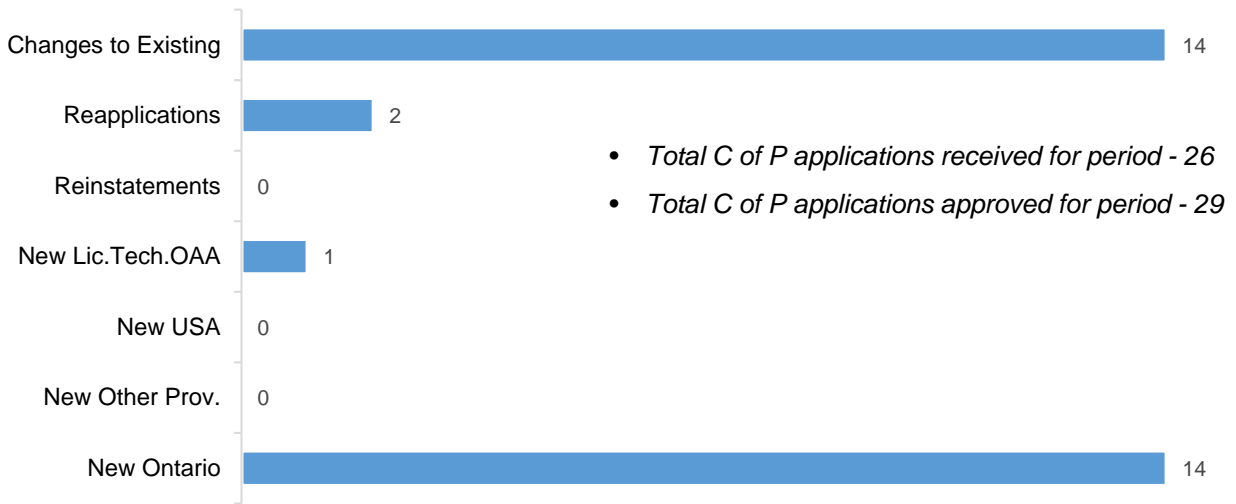 Changes to Existing 14
Reapplications 2
• Total C of P applications received for period - 26
Reinstatements 0
• Total C of P applications approved for period - 29
New Lic.Tech.OAA 1
New USA 0
New Other Prov. 0
New Ontario 14